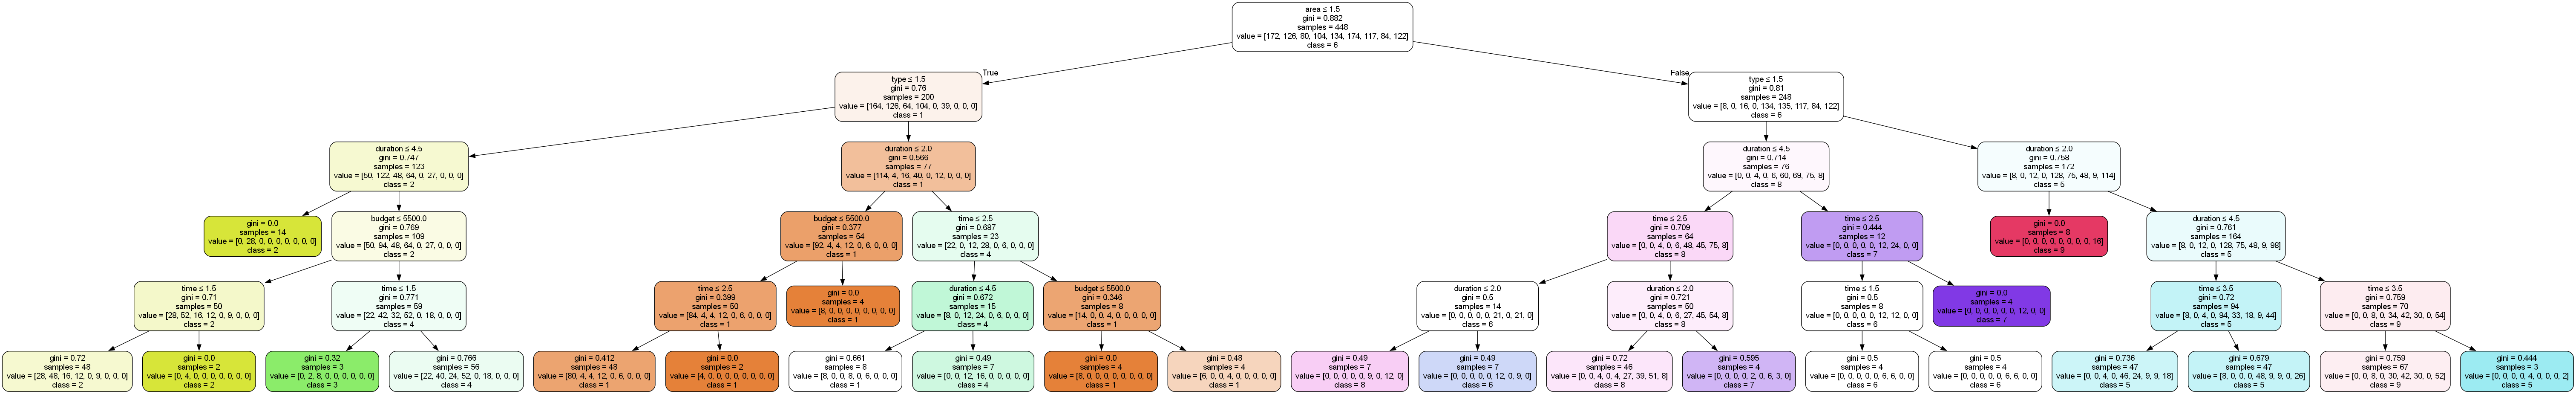 area ≤ 1.5
gini = 0.882
samples = 448
value = [172, 126, 80, 104, 134, 174, 117, 84, 122]
class = 6
True
False
type ≤ 1.5
gini = 0.76
samples = 200
value = [164, 126, 64, 104, 0, 39, 0, 0, 0]
class = 1
type ≤ 1.5
gini = 0.81
samples = 248
value = [8, 0, 16, 0, 134, 135, 117, 84, 122]
class = 6
duration ≤ 4.5
gini = 0.747
samples = 123
value = [50, 122, 48, 64, 0, 27, 0, 0, 0]
class = 2
duration ≤ 2.0
gini = 0.566
samples = 77
value = [114, 4, 16, 40, 0, 12, 0, 0, 0]
class = 1
duration ≤ 4.5
gini = 0.714
samples = 76
value = [0, 0, 4, 0, 6, 60, 69, 75, 8]
class = 8
duration ≤ 2.0
gini = 0.758
samples = 172
value = [8, 0, 12, 0, 128, 75, 48, 9, 114]
class = 5
gini = 0.0
samples = 14
value = [0, 28, 0, 0, 0, 0, 0, 0, 0]
class = 2
budget ≤ 5500.0
gini = 0.769
samples = 109
value = [50, 94, 48, 64, 0, 27, 0, 0, 0]
class = 2
budget ≤ 5500.0
gini = 0.377
samples = 54
value = [92, 4, 4, 12, 0, 6, 0, 0, 0]
class = 1
time ≤ 2.5
gini = 0.687
samples = 23
value = [22, 0, 12, 28, 0, 6, 0, 0, 0]
class = 4
time ≤ 2.5
gini = 0.709
samples = 64
value = [0, 0, 4, 0, 6, 48, 45, 75, 8]
class = 8
time ≤ 2.5
gini = 0.444
samples = 12
value = [0, 0, 0, 0, 0, 12, 24, 0, 0]
class = 7
gini = 0.0
samples = 8
value = [0, 0, 0, 0, 0, 0, 0, 0, 16]
class = 9
duration ≤ 4.5
gini = 0.761
samples = 164
value = [8, 0, 12, 0, 128, 75, 48, 9, 98]
class = 5
time ≤ 1.5
gini = 0.71
samples = 50
value = [28, 52, 16, 12, 0, 9, 0, 0, 0]
class = 2
time ≤ 1.5
gini = 0.771
samples = 59
value = [22, 42, 32, 52, 0, 18, 0, 0, 0]
class = 4
time ≤ 2.5
gini = 0.399
samples = 50
value = [84, 4, 4, 12, 0, 6, 0, 0, 0]
class = 1
gini = 0.0
samples = 4
value = [8, 0, 0, 0, 0, 0, 0, 0, 0]
class = 1
duration ≤ 4.5
gini = 0.672
samples = 15
value = [8, 0, 12, 24, 0, 6, 0, 0, 0]
class = 4
budget ≤ 5500.0
gini = 0.346
samples = 8
value = [14, 0, 0, 4, 0, 0, 0, 0, 0]
class = 1
duration ≤ 2.0
gini = 0.5
samples = 14
value = [0, 0, 0, 0, 0, 21, 0, 21, 0]
class = 6
duration ≤ 2.0
gini = 0.721
samples = 50
value = [0, 0, 4, 0, 6, 27, 45, 54, 8]
class = 8
time ≤ 1.5
gini = 0.5
samples = 8
value = [0, 0, 0, 0, 0, 12, 12, 0, 0]
class = 6
gini = 0.0
samples = 4
value = [0, 0, 0, 0, 0, 0, 12, 0, 0]
class = 7
time ≤ 3.5
gini = 0.72
samples = 94
value = [8, 0, 4, 0, 94, 33, 18, 9, 44]
class = 5
time ≤ 3.5
gini = 0.759
samples = 70
value = [0, 0, 8, 0, 34, 42, 30, 0, 54]
class = 9
gini = 0.72
samples = 48
value = [28, 48, 16, 12, 0, 9, 0, 0, 0]
class = 2
gini = 0.0
samples = 2
value = [0, 4, 0, 0, 0, 0, 0, 0, 0]
class = 2
gini = 0.32
samples = 3
value = [0, 2, 8, 0, 0, 0, 0, 0, 0]
class = 3
gini = 0.766
samples = 56
value = [22, 40, 24, 52, 0, 18, 0, 0, 0]
class = 4
gini = 0.412
samples = 48
value = [80, 4, 4, 12, 0, 6, 0, 0, 0]
class = 1
gini = 0.0
samples = 2
value = [4, 0, 0, 0, 0, 0, 0, 0, 0]
class = 1
gini = 0.661
samples = 8
value = [8, 0, 0, 8, 0, 6, 0, 0, 0]
class = 1
gini = 0.49
samples = 7
value = [0, 0, 12, 16, 0, 0, 0, 0, 0]
class = 4
gini = 0.0
samples = 4
value = [8, 0, 0, 0, 0, 0, 0, 0, 0]
class = 1
gini = 0.48
samples = 4
value = [6, 0, 0, 4, 0, 0, 0, 0, 0]
class = 1
gini = 0.49
samples = 7
value = [0, 0, 0, 0, 0, 9, 0, 12, 0]
class = 8
gini = 0.49
samples = 7
value = [0, 0, 0, 0, 0, 12, 0, 9, 0]
class = 6
gini = 0.72
samples = 46
value = [0, 0, 4, 0, 4, 27, 39, 51, 8]
class = 8
gini = 0.595
samples = 4
value = [0, 0, 0, 0, 2, 0, 6, 3, 0]
class = 7
gini = 0.5
samples = 4
value = [0, 0, 0, 0, 0, 6, 6, 0, 0]
class = 6
gini = 0.5
samples = 4
value = [0, 0, 0, 0, 0, 6, 6, 0, 0]
class = 6
gini = 0.736
samples = 47
value = [0, 0, 4, 0, 46, 24, 9, 9, 18]
class = 5
gini = 0.679
samples = 47
value = [8, 0, 0, 0, 48, 9, 9, 0, 26]
class = 5
gini = 0.759
samples = 67
value = [0, 0, 8, 0, 30, 42, 30, 0, 52]
class = 9
gini = 0.444
samples = 3
value = [0, 0, 0, 0, 4, 0, 0, 0, 2]
class = 5